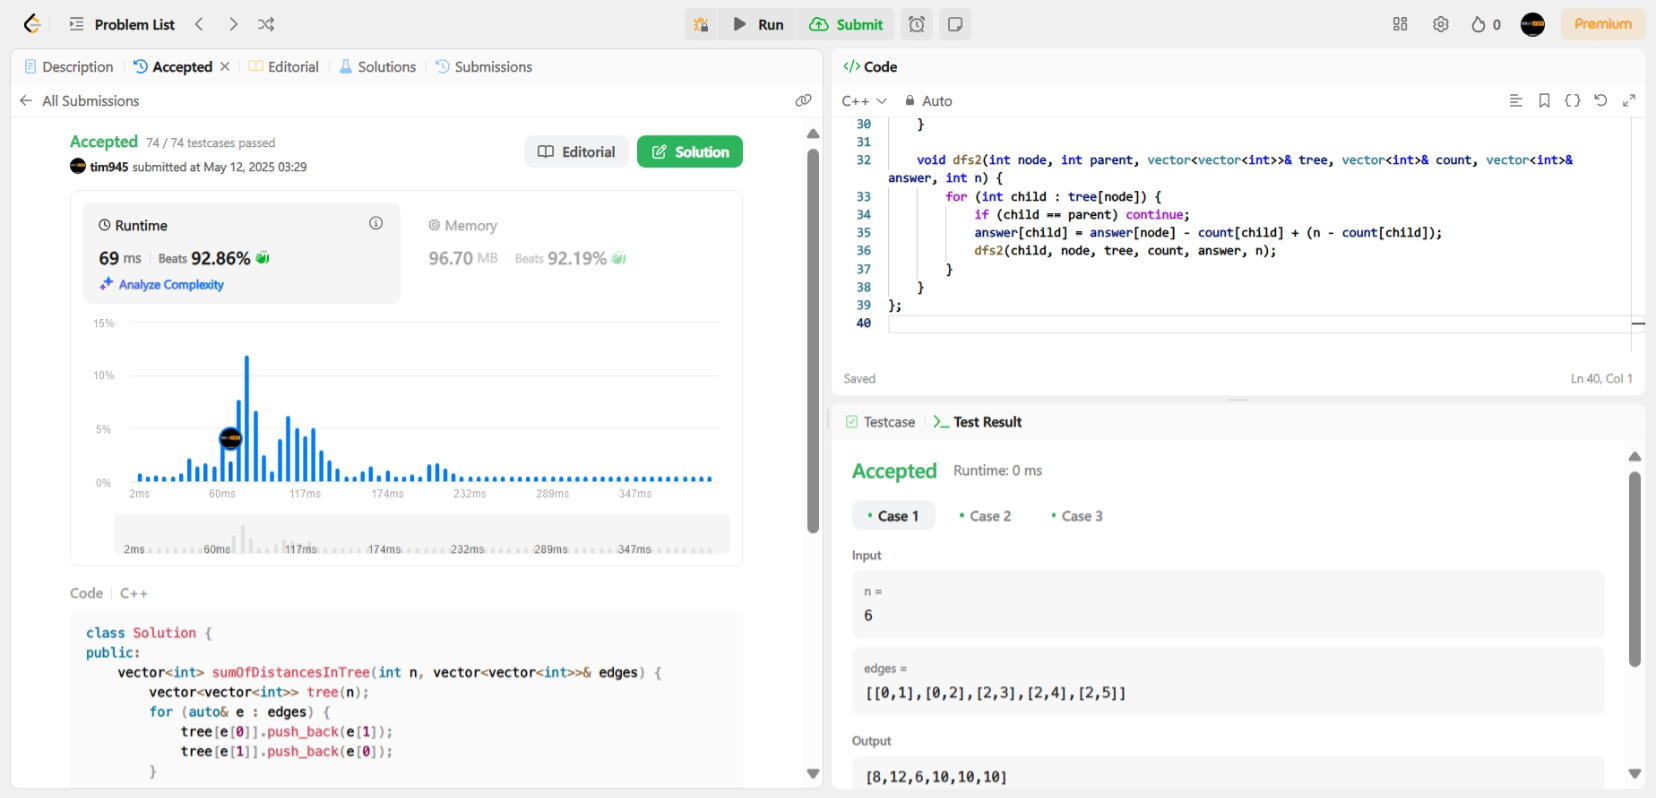 Problem List
Run
Submit
0
Premium
Description
Accepted
Editorial
Solutions
Submissions
All Submissions
Accepted 74 / 74 testcases passed
tim945 submitted at May 12, 2025 03:29
Editorial
Solution
Runtime
69 ms Beats 92.86%
Analyze Complexity
Memory
96.70 MB Beats 92.19%
15%
10%
5%
0%
2ms 60ms 117ms 174ms 232ms 289ms 347ms
2ms 60ms 117ms 174ms 232ms 289ms 347ms
Code C++
class Solution {
public:
vector<int> sumOfDistancesInTree(int n, vector<vector<int>>& edges) {
vector<vector<int>> tree(n);
for (auto& e : edges) {
tree[e[0]].push_back(e[1]);
tree[e[1]].push_back(e[0]);
}
</> Code
C++ Auto
30 }
31
32 void dfs2(int node, int parent, vector<vector<int>>& tree, vector<int>& count, vector<int>&
answer, int n) {
33 for (int child : tree[node]) {
34 if (child == parent) continue;
35 answer[child] = answer[node] - count[child] + (n - count[child]);
36 dfs2(child, node, tree, count, answer, n);
37 }
38 }
39 };
40
Saved
Ln 40, Col 1
Testcase
Test Result
Accepted Runtime: 0 ms
Case 1
Case 2
Case 3
Input
n =
6
edges =
[[0,1],[0,2],[2,3],[2,4],[2,5]]
Output
[8,12,6,10,10,10]